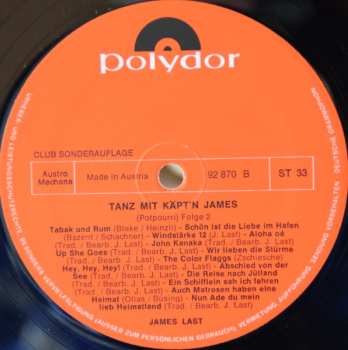 polydor
CLUB SONDERAUFLAGE
Austro
Mechana
Made in Austria
92 870 B
ST 33
TANZ MIT KÄPT'N JAMES
(Potpourri) Folge 2
Tabak und Rum (Blake / Heinzli) - Schön ist die Liebe im Hafen
(Bazant / Schachner) - Windstärke 12 (J. Last) - Aloha oé
(Trad. / Bearb. J. Last) - John Kanaka (Trad. / Bearb. J. Last)
Up She Goes (Trad. / Bearb. J. Last) - Wir lieben die Stürme
(Trad. / Bearb. J. Last) - The Color Flaggs (Zschiesche)
Hey, Hey, Hey! (Trad. / Bearb. J. Last) - Abschied von der
See (Trad. / Bearb. J. Last) - Die Reise nach Jütland
(Trad. / Bearb. J. Last) - Ein Schifflein sah ich fahren
(Trad. / Bearb. J. Last) - Auch Matrosen haben eine
Heimat (Olias / Büsing) - Nun Ade du mein
lieb Heimatland (Trad. / Bearb. J. Last)
JAMES LAST